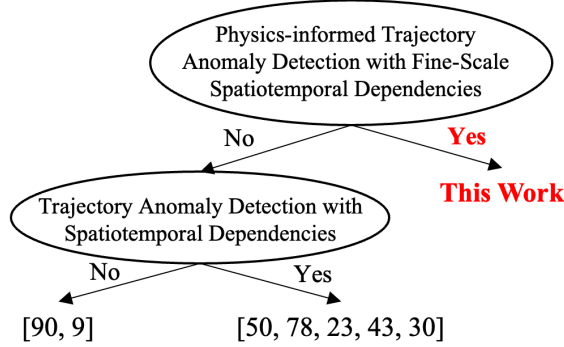 Physics-informed Trajectory
Anomaly Detection with Fine-Scale
Spatiotemporal Dependencies
No
Yes
This Work
Trajectory Anomaly Detection with
Spatiotemporal Dependencies
No
Yes
[90, 9]
[50, 78, 23, 43, 30]